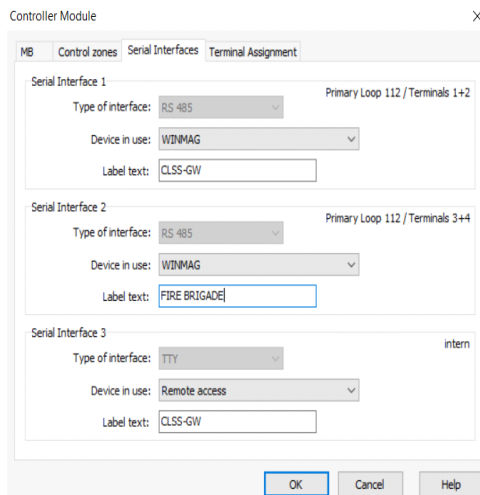 Controller Module
MB Control zones Serial Interfaces Terminal Assignment
Serial Interface 1
Primary Loop 112 / Terminals 1+2
Type of interface: RS 485
Device in use: WINMAG
Label text: CLSS-GW
Serial Interface 2
Primary Loop 112 / Terminals 3+4
Type of interface: RS 485
Device in use: WINMAG
Label text: FIRE BRIGADE
Serial Interface 3
intern
Type of interface: TTY
Device in use: Remote access
Label text: CLSS-GW
OK Cancel Help